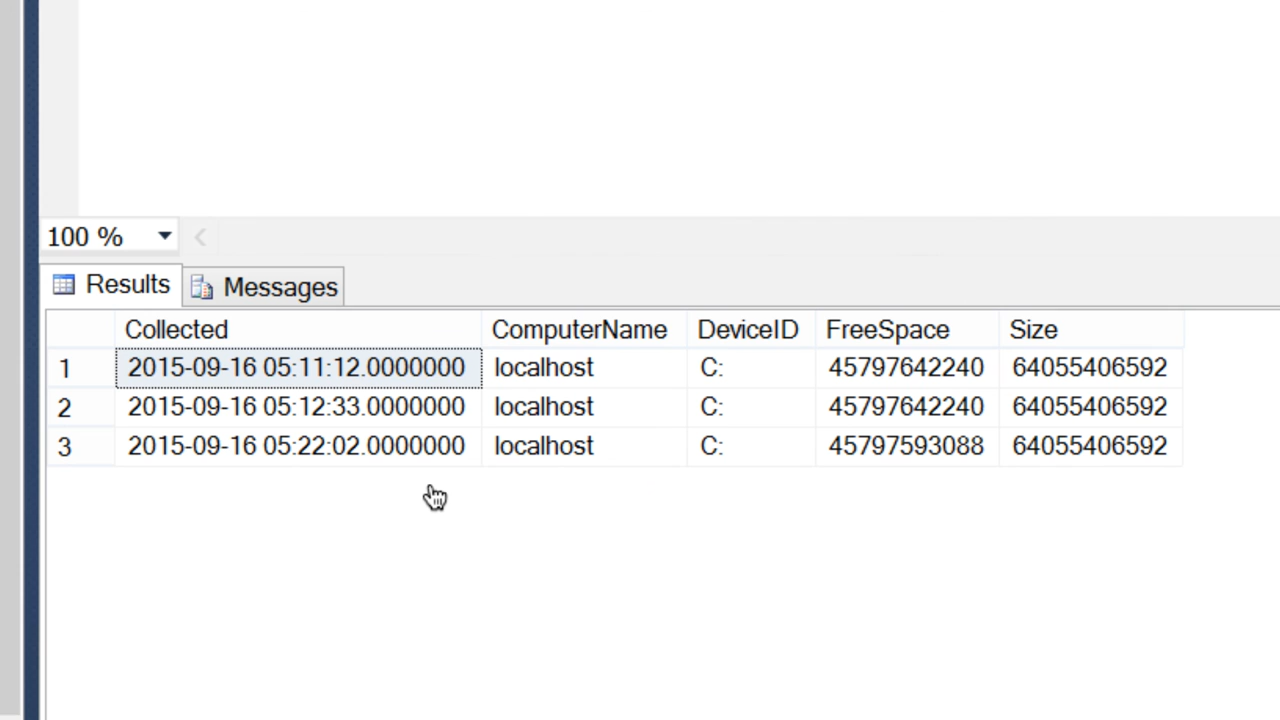 100 %
Results Messages
Collected ComputerName DeviceID FreeSpace Size
1 2015-09-16 05:11:12.0000000 localhost C: 45797642240 64055406592
2 2015-09-16 05:12:33.0000000 localhost C: 45797642240 64055406592
3 2015-09-16 05:22:02.0000000 localhost C: 45797593088 64055406592